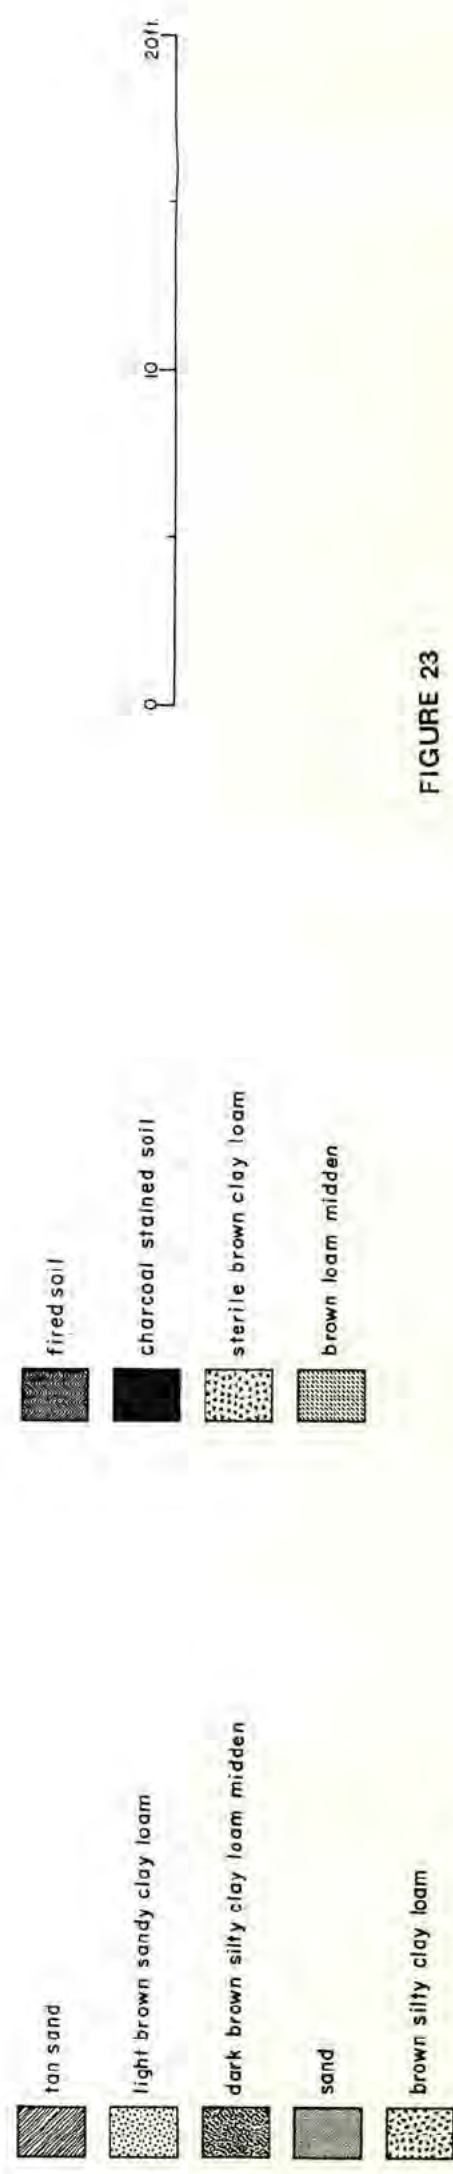 tan sand
light brown sandy clay loam
dark brown silty clay loam midden
sand
brown silty clay loam
fired soil
charcoal stained soil
sterile brown clay loam
brown loam midden
0 10 20ft.
FIGURE 23